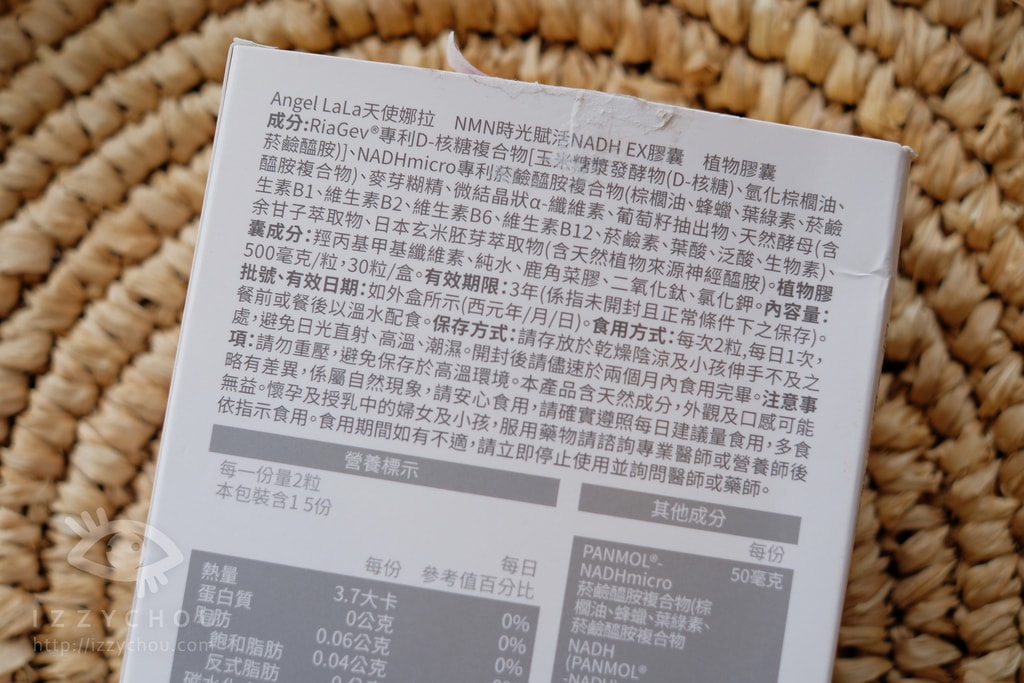 Angel LaLa天使娜拉　NMN時光賦活NADH EX膠囊　植物膠囊
成分:RiaGev®專利D-核糖複合物[玉米糖漿發酵物(D-核糖)、氫化棕櫚油、
菸鹼醯胺)]、NADHmicro專利菸鹼醯胺複合物(棕櫚油、蜂蠟、葉綠素、菸鹼
醯胺複合物)、麥芽糊精、微結晶狀α-纖維素、葡萄籽抽出物、天然酵母(含
生素B1、維生素B2、維生素B6、維生素B12、菸鹼素、葉酸、泛酸、生物素)、
余甘子萃取物、日本玄米胚芽萃取物(含天然植物來源神經醯胺)。植物膠
囊成分:羥丙基甲基纖維素、純水、鹿角菜膠、二氧化鈦、氯化鉀。內容量:
500毫克/粒,30粒/盒。有效期限:3年(係指未開封且正常條件下之保存)。
批號、有效日期:如外盒所示(西元年/月/日)。食用方式:每次2粒,每日1次,
餐前或餐後以溫水配食。保存方式:請存放於乾燥陰涼及小孩伸手不及之
處,避免日光直射、高溫、潮濕。開封後請儘速於兩個月內食用完畢。注意事
項:請勿重壓,避免保存於高溫環境。本產品含天然成分,外觀及口感可能
略有差異,係屬自然現象,請安心食用,請確實遵照每日建議量食用,多食
無益。懷孕及授乳中的婦女及小孩,服用藥物請諮詢專業醫師或營養師後
依指示食用。食用期間如有不適,請立即停止使用並詢問醫師或藥師。
營養標示
每一份量2粒
本包裝含15份
每份
每日
參考值百分比
熱量 3.7大卡
蛋白質 0公克 0%
脂肪 0.06公克 0%
飽和脂肪 0.04公克 0%
反式脂肪
其他成分
每份
PANMOL®-
NADHmicro 50毫克
菸鹼醯胺複合物(棕
櫚油、蜂蠟、葉綠素、
菸鹼醯胺複合物
NADH
(PANMOL®
IZZYCHOU
http://izzychou.com